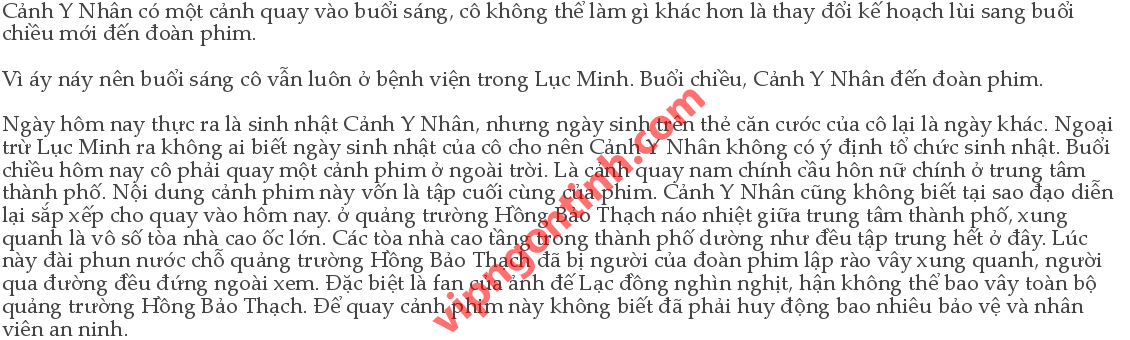 Cảnh Y Nhân có một cảnh quay vào buổi sáng, cô không thể làm gì khác hơn là thay đổi kế hoạch lùi sang buổi
chiều mới đến đoàn phim.
Vì áy náy nên buổi sáng cô vẫn luôn ở bệnh viện trong Lục Minh. Buổi chiều, Cảnh Y Nhân đến đoàn phim.
Ngày hôm nay thực ra là sinh nhật Cảnh Y Nhân, nhưng ngày sinh trên thẻ căn cước của cô lại là ngày khác. Ngoại
trừ Lục Minh ra không ai biết ngày sinh nhật của cô cho nên Cảnh Y Nhân không có ý định tổ chức sinh nhật. Buổi
chiều hôm nay cô phải quay một cảnh phim ở ngoài trời. Là cảnh quay nam chính cầu hôn nữ chính ở trung tâm
thành phố. Nội dung cảnh phim này vốn là tập cuối cùng của phim. Cảnh Y Nhân cũng không biết tại sao đạo diễn
lại sắp xếp cho quay vào hôm nay. ở quảng trường Hồng Bảo Thạch náo nhiệt giữa trung tâm thành phố, xung
quanh là vô số tòa nhà cao ốc lớn. Các tòa nhà cao tầng trong thành phố dường như đều tập trung hết ở đây. Lúc
này đài phun nước chỗ quảng trường Hồng Bảo Thạch đã bị người của đoàn phim lập rào vây xung quanh, người
qua đường đều đứng ngoài xem. Đặc biệt là fan của ảnh đế Lạc đông nghìn nghịt, hận không thể bao vây toàn bộ
quảng trường Hồng Bảo Thạch. Để quay cảnh phim này không biết đã phải huy động bao nhiêu bảo vệ và nhân
viên an ninh.
vipngontinh.com